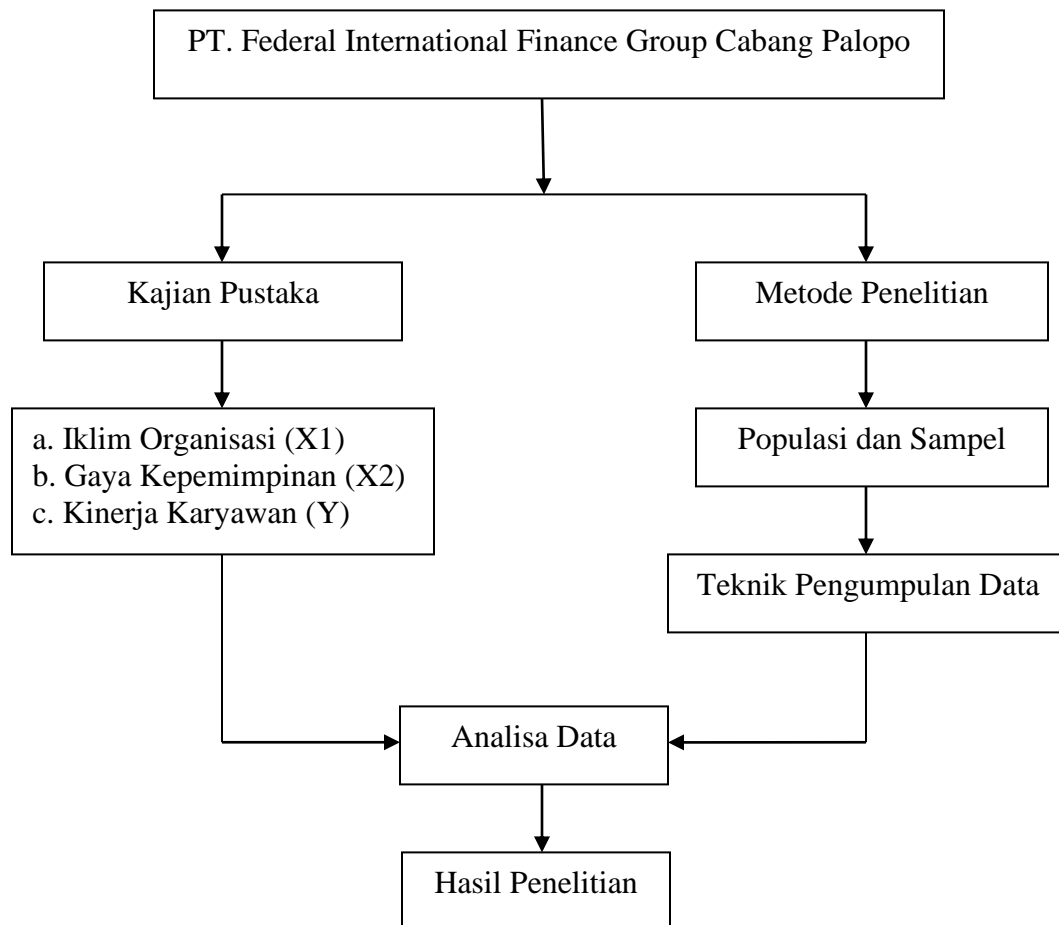 PT. Federal International Finance Group Cabang Palopo
Kajian Pustaka
Metode Penelitian
a. Iklim Organisasi (X1)
b. Gaya Kepemimpinan (X2)
c. Kinerja Karyawan (Y)
Populasi dan Sampel
Teknik Pengumpulan Data
Analisa Data
Hasil Penelitian